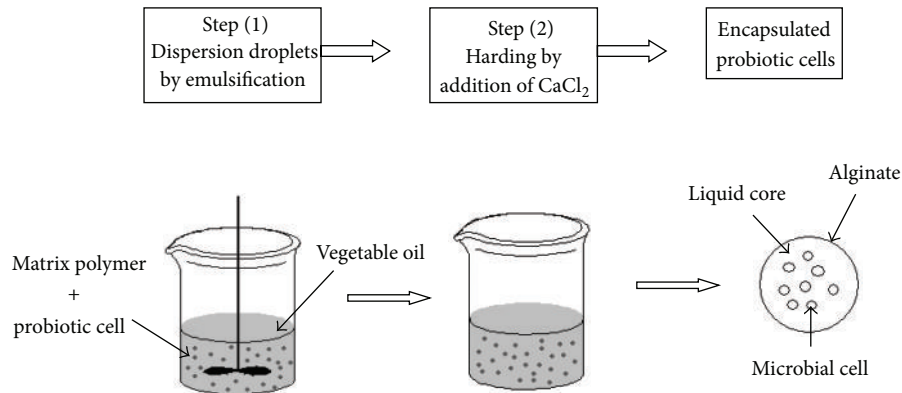 Step (1)
Dispersion droplets
by emulsification
Step (2)
Harding by
addition of CaCl₂
Encapsulated
probiotic cells
Matrix polymer
+
probiotic cell
Vegetable oil
Liquid core
Alginate
Microbial cell